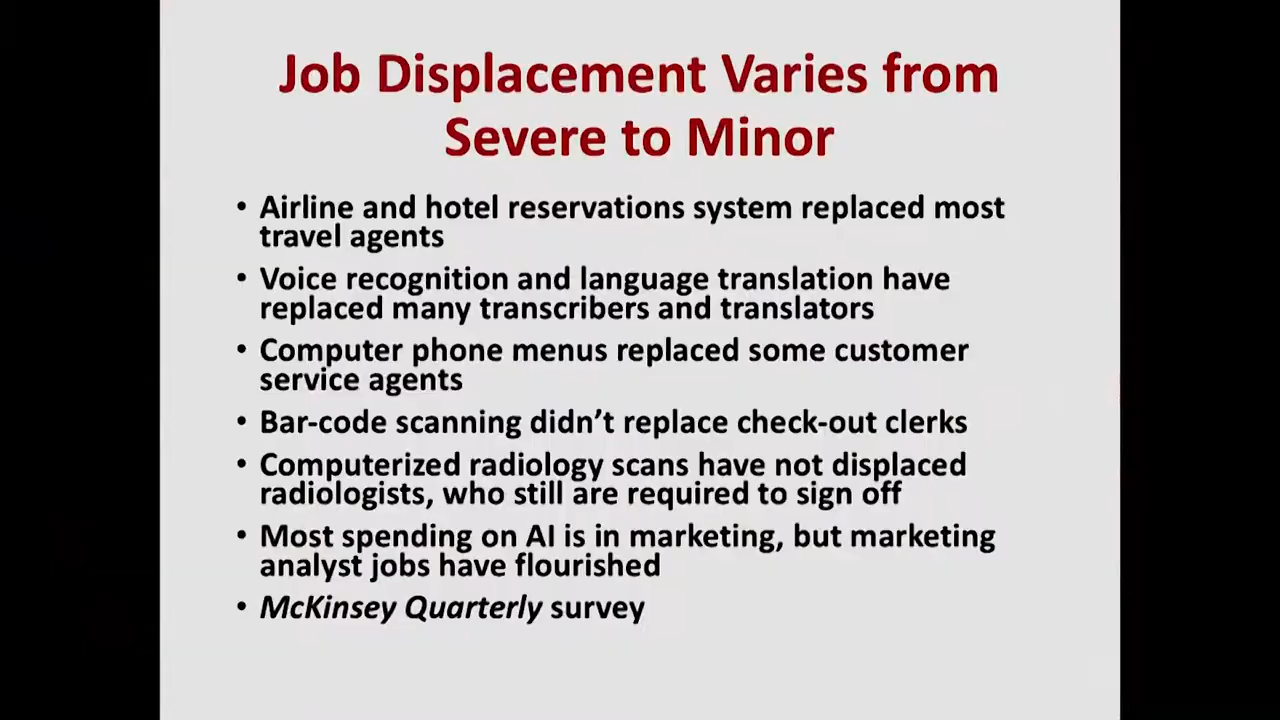 Job Displacement Varies from
Severe to Minor
• Airline and hotel reservations system replaced most
travel agents
• Voice recognition and language translation have
replaced many transcribers and translators
• Computer phone menus replaced some customer
service agents
• Bar-code scanning didn’t replace check-out clerks
• Computerized radiology scans have not displaced
radiologists, who still are required to sign off
• Most spending on AI is in marketing, but marketing
analyst jobs have flourished
• McKinsey Quarterly survey